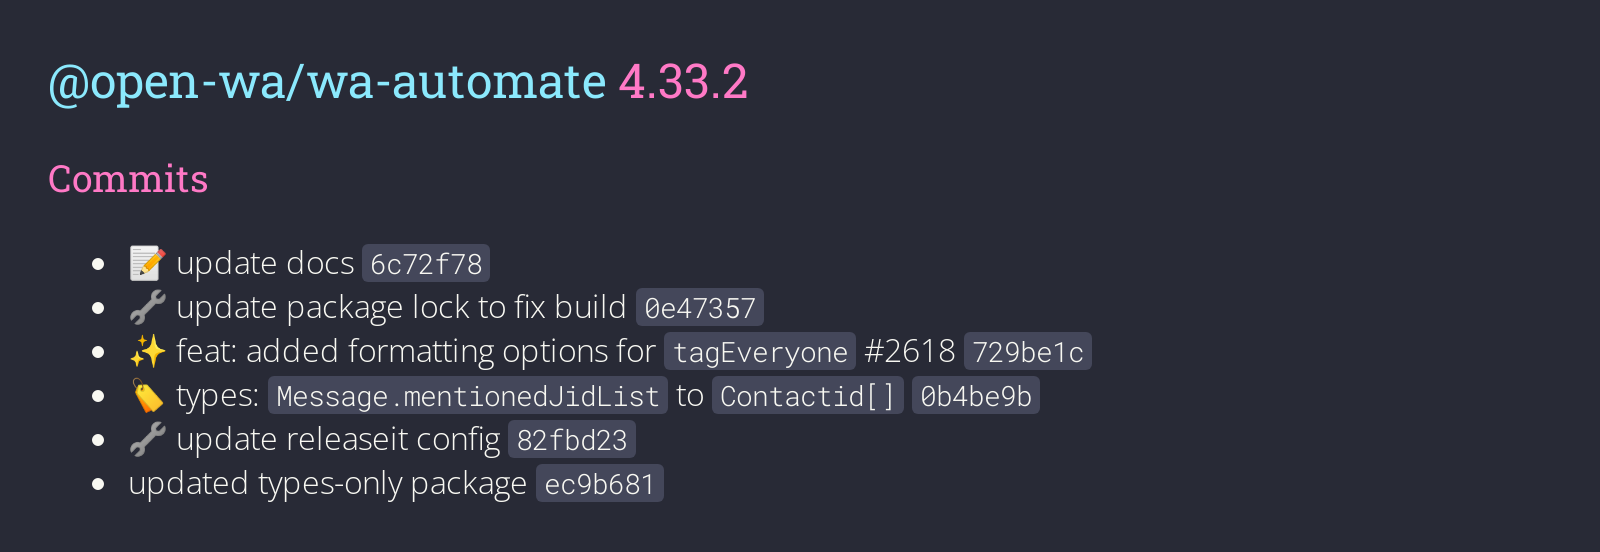 @open-wa/wa-automate 4.33.2
Commits
📝 update docs 6c72f78
🔧 update package lock to fix build 0e47357
✨ feat: added formatting options for tagEveryone #2618 729be1c
🏷️ types: Message.mentionedJidList to Contactid[] 0b4be9b
🔧 update releaseit config 82fbd23
updated types-only package ec9b681